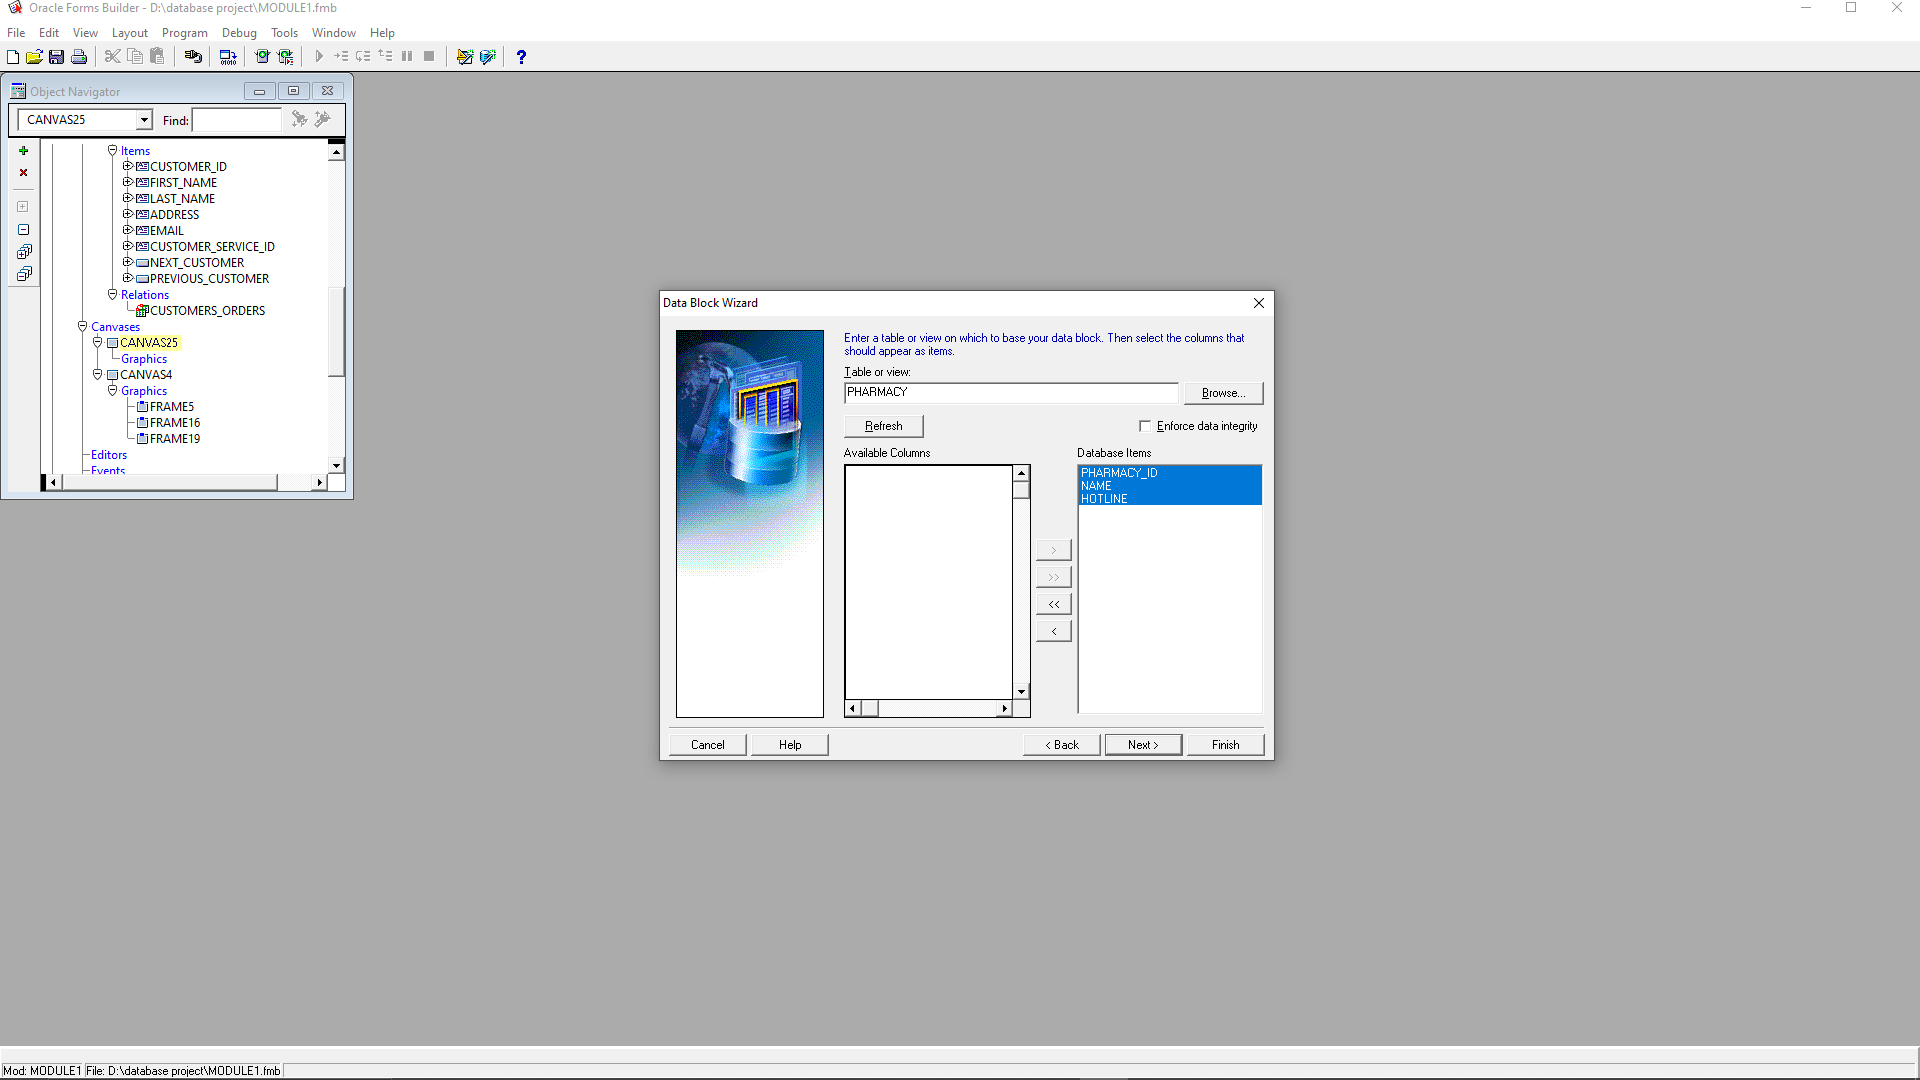 Oracle Forms Builder - D:\database project\MODULE1.fmb
File Edit View Layout Program Debug Tools Window Help
Object Navigator
CANVAS25 Find:
Items
CUSTOMER_ID
FIRST_NAME
LAST_NAME
ADDRESS
EMAIL
CUSTOMER_SERVICE_ID
NEXT_CUSTOMER
PREVIOUS_CUSTOMER
Relations
CUSTOMERS_ORDERS
Canvases
CANVAS25
Graphics
CANVAS4
Graphics
FRAME5
FRAME16
FRAME19
Editors
Events
Data Block Wizard
Enter a table or view on which to base your data block. Then select the columns that
should appear as items.
Table or view:
PHARMACY Browse...
Refresh Enforce data integrity
Available Columns Database Items
PHARMACY_ID
NAME
HOTLINE
>
>>
<<
<
Cancel Help < Back Next > Finish
Mod: MODULE1 File: D:\database project\MODULE1.fmb